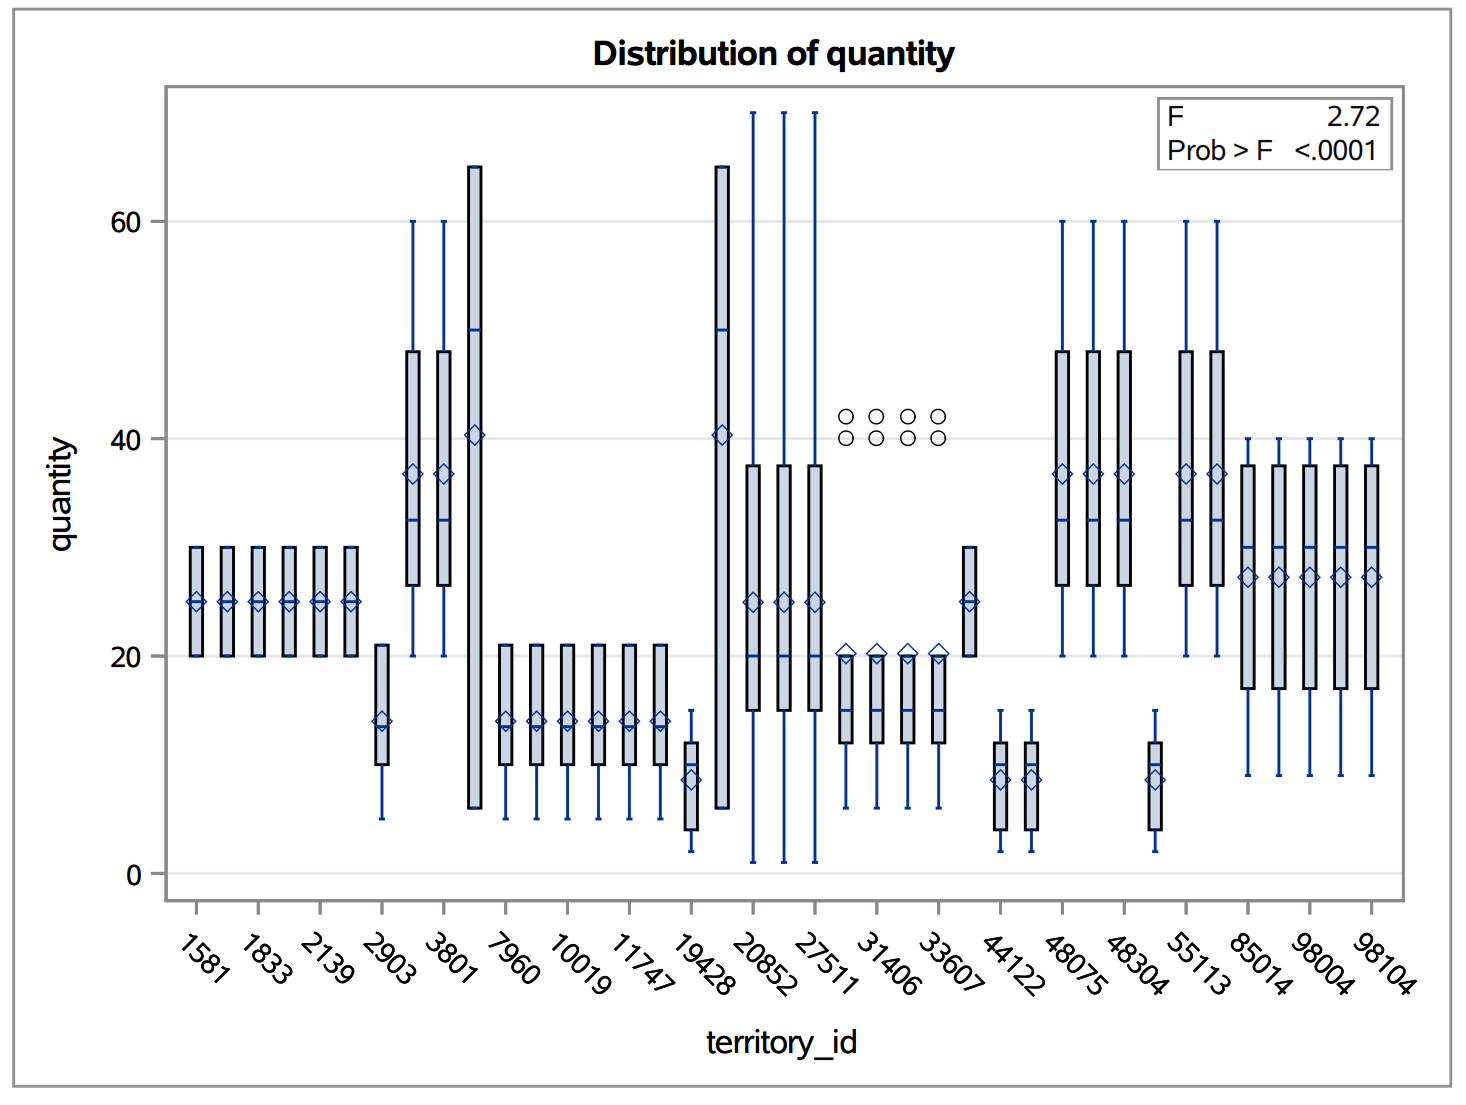 Distribution of quantity
F 2.72
Prob > F <.0001
60
40
20
0
quantity
1581 1833 2139 2903 3801 7960 10019 11747 19428 20852 27511 31406 33607 44122 48075 48304 55113 85014 98004 98104
territory_id